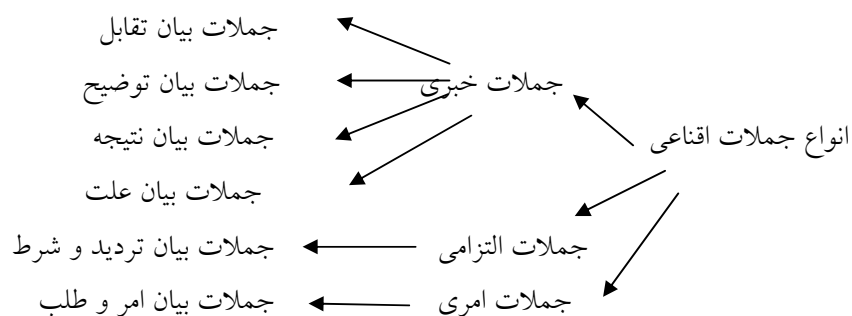 جملات بیان تقابل
جملات خبری
جملات بیان توضیح
انواع جملات اقناعی
جملات بیان نتیجه
جملات بیان علت
جملات التزامی
جملات بیان تردید و شرط
جملات امری
جملات بیان امر و طلب